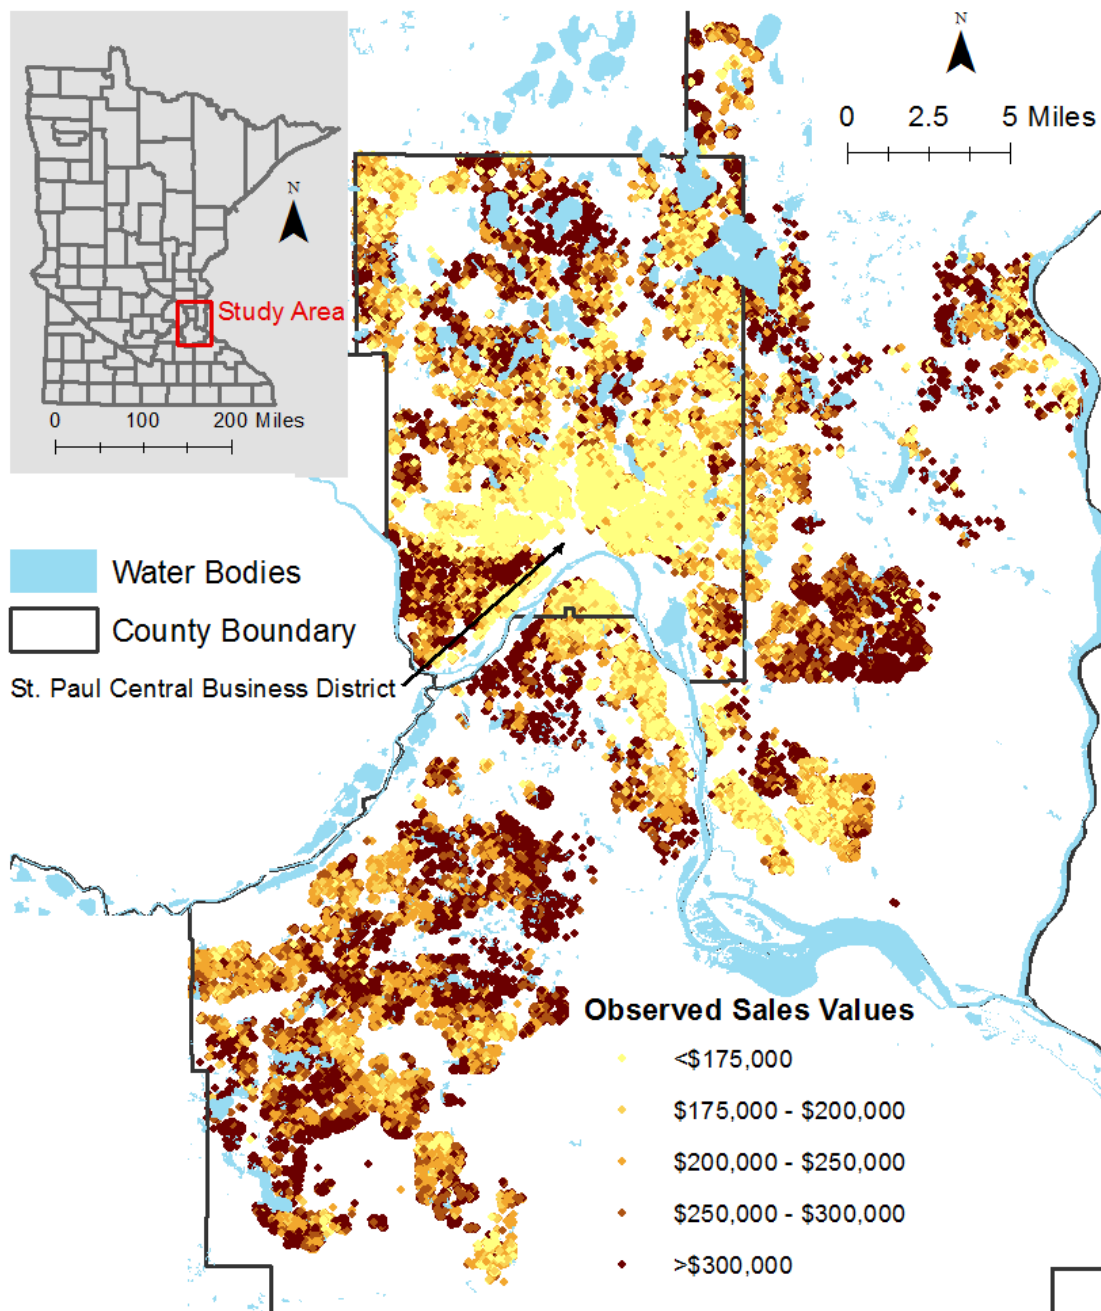 N
0 2.5 5 Miles
N
Study Area
0 100 200 Miles
Water Bodies
County Boundary
St. Paul Central Business District
Observed Sales Values
<$175,000
$175,000 - $200,000
$200,000 - $250,000
$250,000 - $300,000
>$300,000